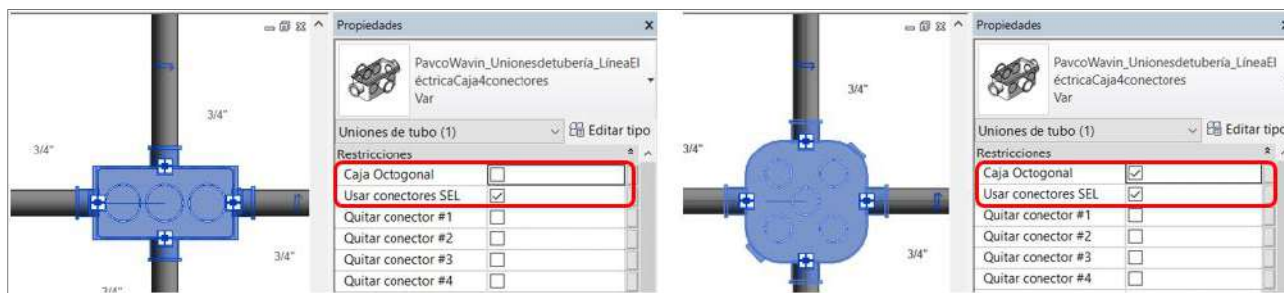 Propiedades
PavcoWavin_Unionesdetubería_LíneaEl
éctricaCaja4conectores
Var
Uniones de tubo (1)
Editar tipo
Restricciones
Caja Octogonal
Usar conectores SEL
Quitar conector #1
Quitar conector #2
Quitar conector #3
Quitar conector #4
3/4"
3/4"
3/4"
3/4"
Propiedades
PavcoWavin_Unionesdetubería_LíneaEl
éctricaCaja4conectores
Var
Uniones de tubo (1)
Editar tipo
Restricciones
Caja Octogonal
Usar conectores SEL
Quitar conector #1
Quitar conector #2
Quitar conector #3
Quitar conector #4
3/4"
3/4"
3/4"